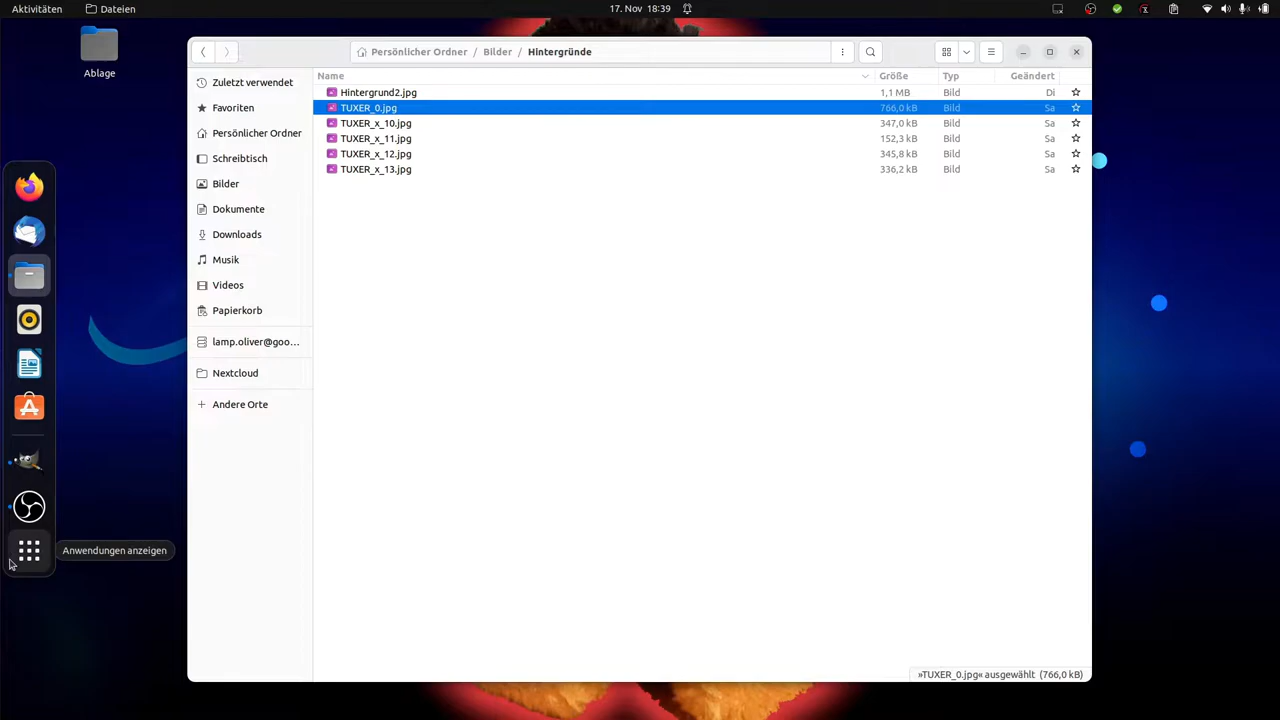 Aktivitäten Dateien 17. Nov 18:39
Ablage
Persönlicher Ordner / Bilder / Hintergründe
Zuletzt verwendet
Favoriten
Persönlicher Ordner
Schreibtisch
Bilder
Dokumente
Downloads
Musik
Videos
Papierkorb
lamp.oliver@goo...
Nextcloud
Andere Orte
Name Größe Typ Geändert
Hintergrund2.jpg 1,1 MB Bild Di
TUXER_0.jpg 766,0 kB Bild Sa
TUXER_x_10.jpg 347,0 kB Bild Sa
TUXER_x_11.jpg 152,3 kB Bild Sa
TUXER_x_12.jpg 345,8 kB Bild Sa
TUXER_x_13.jpg 336,2 kB Bild Sa
Anwendungen anzeigen
»TUXER_0.jpg« ausgewählt (766,0 kB)